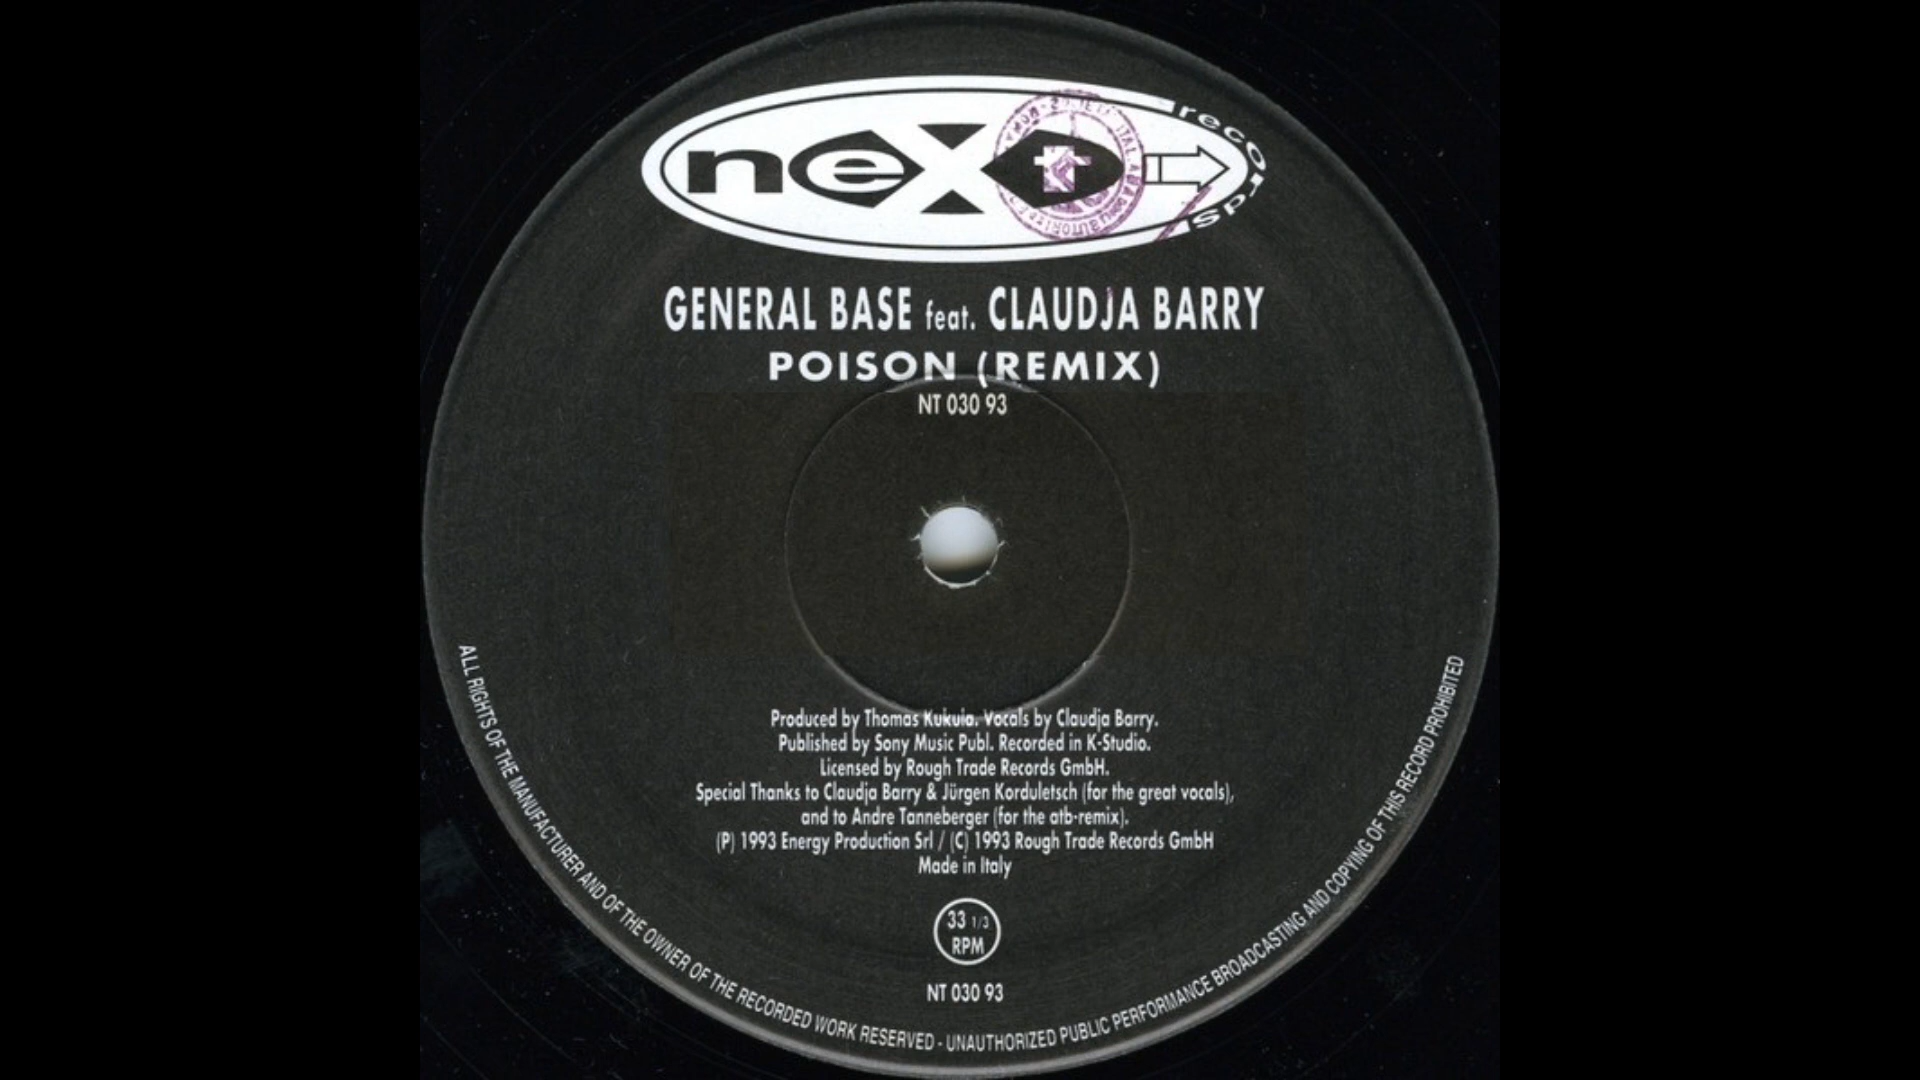 next
records
GENERAL BASE feat. CLAUDJA BARRY
POISON (REMIX)
NT 030 93
Produced by Thomas Kukuia. Vocals by Claudja Barry.
Published by Sony Music Publ. Recorded in K-Studio.
Licensed by Rough Trade Records GmbH.
Special Thanks to Claudja Barry & Jürgen Korduletsch (for the great vocals),
and to Andre Tanneberger (for the atb-remix).
(P) 1993 Energy Production Srl / (C) 1993 Rough Trade Records GmbH
Made in Italy
33 1/3
RPM
NT 030 93
ALL RIGHTS OF THE MANUFACTURER AND OF THE OWNER OF THE RECORDED WORK RESERVED - UNAUTHORIZED PUBLIC PERFORMANCE BROADCASTING AND COPYING OF THIS RECORD PROHIBITED